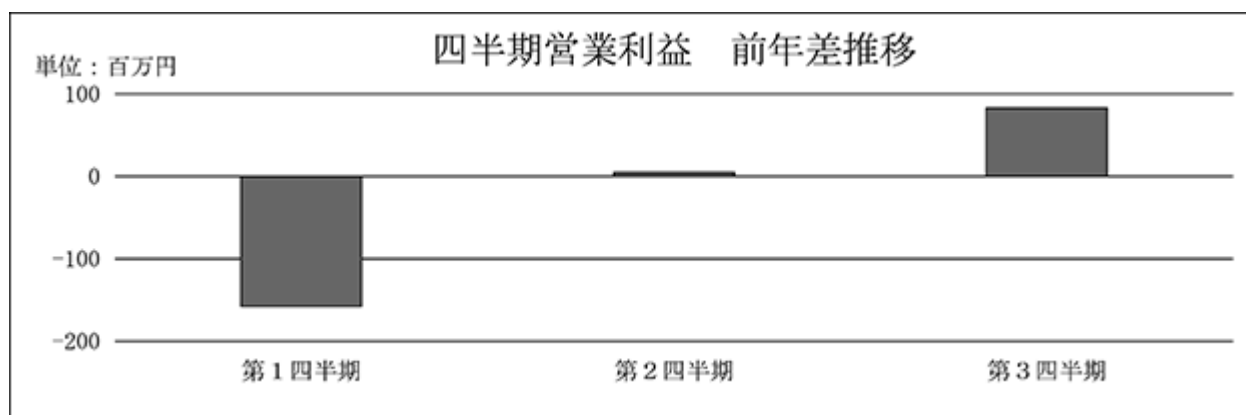 四半期営業利益　前年差推移
単位：百万円
100
0
-100
-200
第１四半期
第２四半期
第３四半期